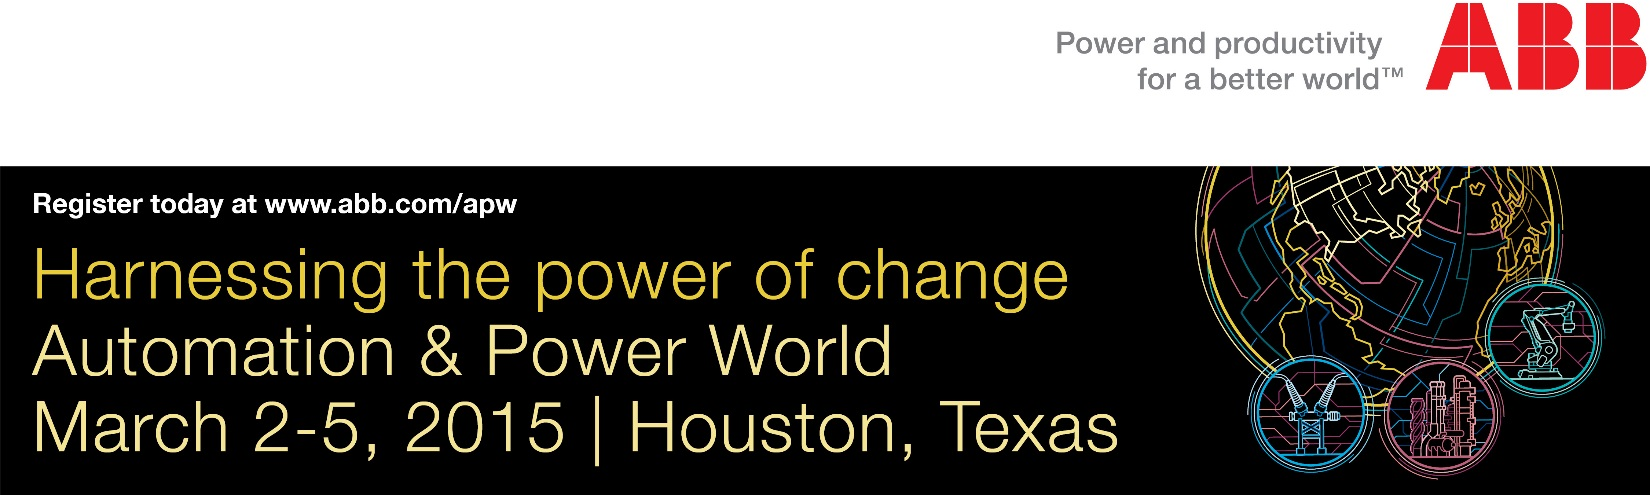 Power and productivity
for a better world™
ABB
Register today at www.abb.com/apw
Harnessing the power of change
Automation & Power World
March 2-5, 2015 | Houston, Texas